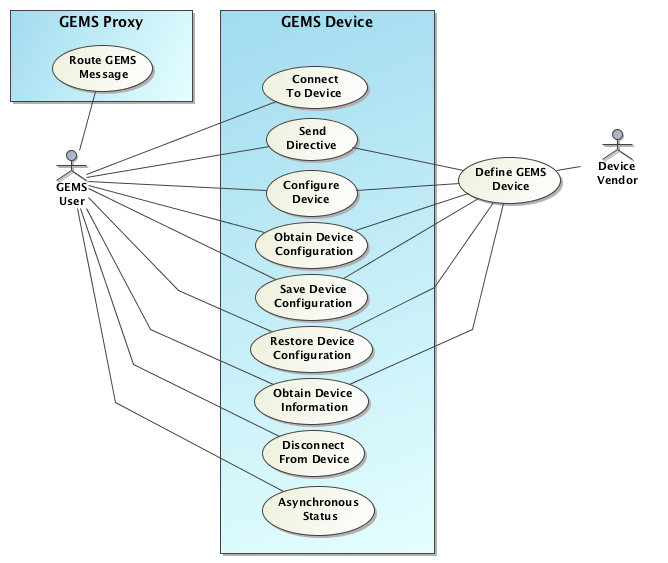 GEMS Proxy
Route GEMS
Message
GEMS
User
GEMS Device
Connect
To Device
Send
Directive
Configure
Device
Obtain Device
Configuration
Save Device
Configuration
Restore Device
Configuration
Obtain Device
Information
Disconnect
From Device
Asynchronous
Status
Define GEMS
Device
Device
Vendor